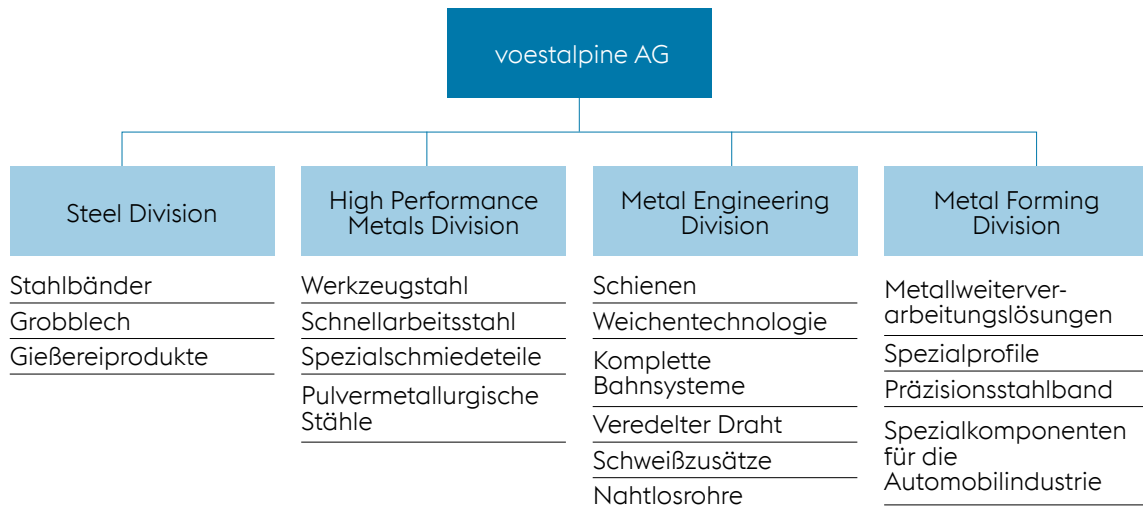 voestalpine AG
Steel Division
Stahlbänder
Grobblech
Gießereiprodukte
High Performance
Metals Division
Werkzeugstahl
Schnellarbeitsstahl
Spezialschmiedeteile
Pulvermetallurgische
Stähle
Metal Engineering
Division
Schienen
Weichentechnologie
Komplette
Bahnsysteme
Veredelter Draht
Schweißzusätze
Nahtlosrohre
Metal Forming
Division
Metallweiterver-
arbeitungslösungen
Spezialprofile
Präzisionsstahlband
Spezialkomponenten
für die
Automobilindustrie